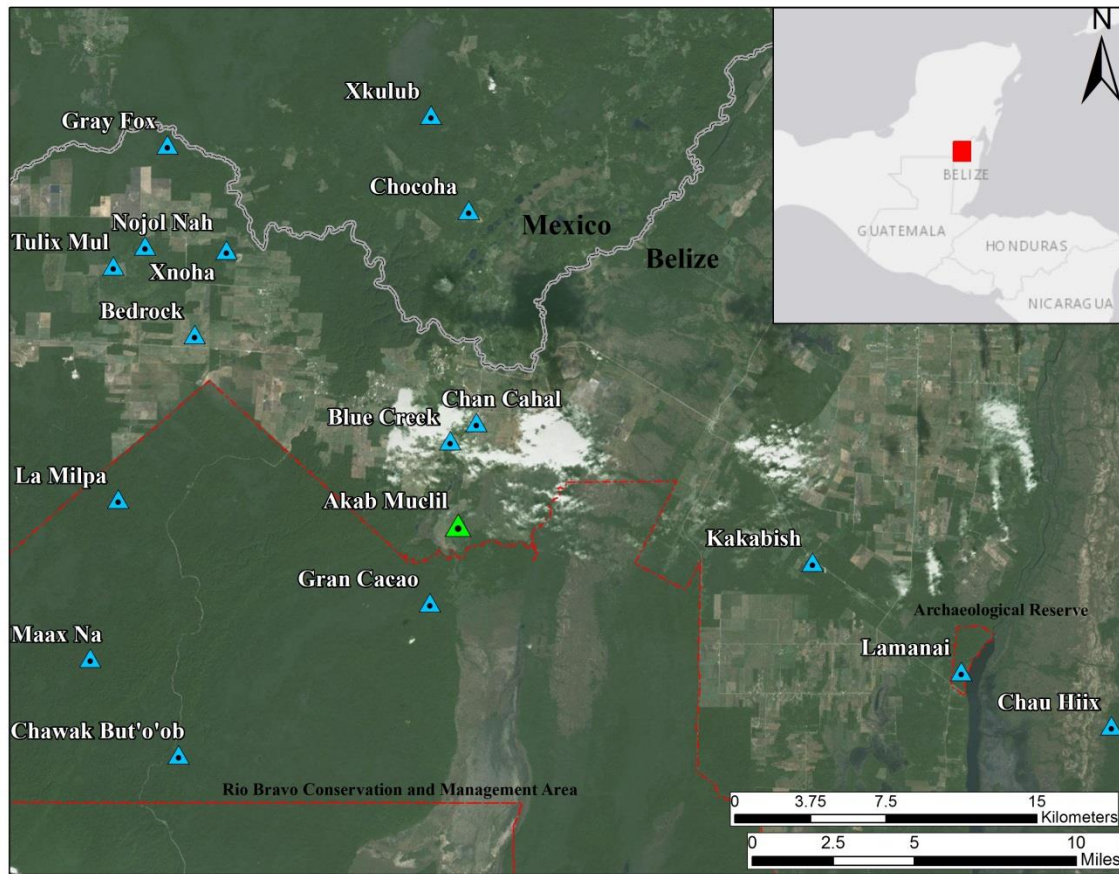 N
Xkulub
Gray Fox
BELIZE
Chocoha
Nojol Nah
Mexico
GUATEMALA
HONDURAS
Tulix Mul
Belize
Xnoha
NICARAGUA
Bedrock
Chan Cahal
Blue Creek
La Milpa
Akab Muclil
Kakabish
Gran Cacao
Archaeological Reserve
Maax Na
Lamanai
Chau Hiix
Chawak But'o'ob
Rio Bravo Conservation and Management Area
0 3.75 7.5 15
Kilometers
0 2.5 5 10
Miles